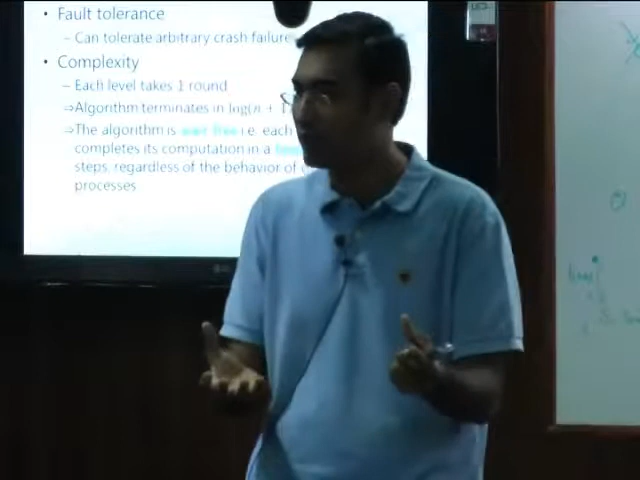 • Fault tolerance
– Can tolerate arbitrary crash failure
• Complexity
– Each level takes 1 round
⇒Algorithm terminates in log(n + 1
⇒The algorithm is wait free i.e. each
completes its computation in a
steps, regardless of the behavior of
processes